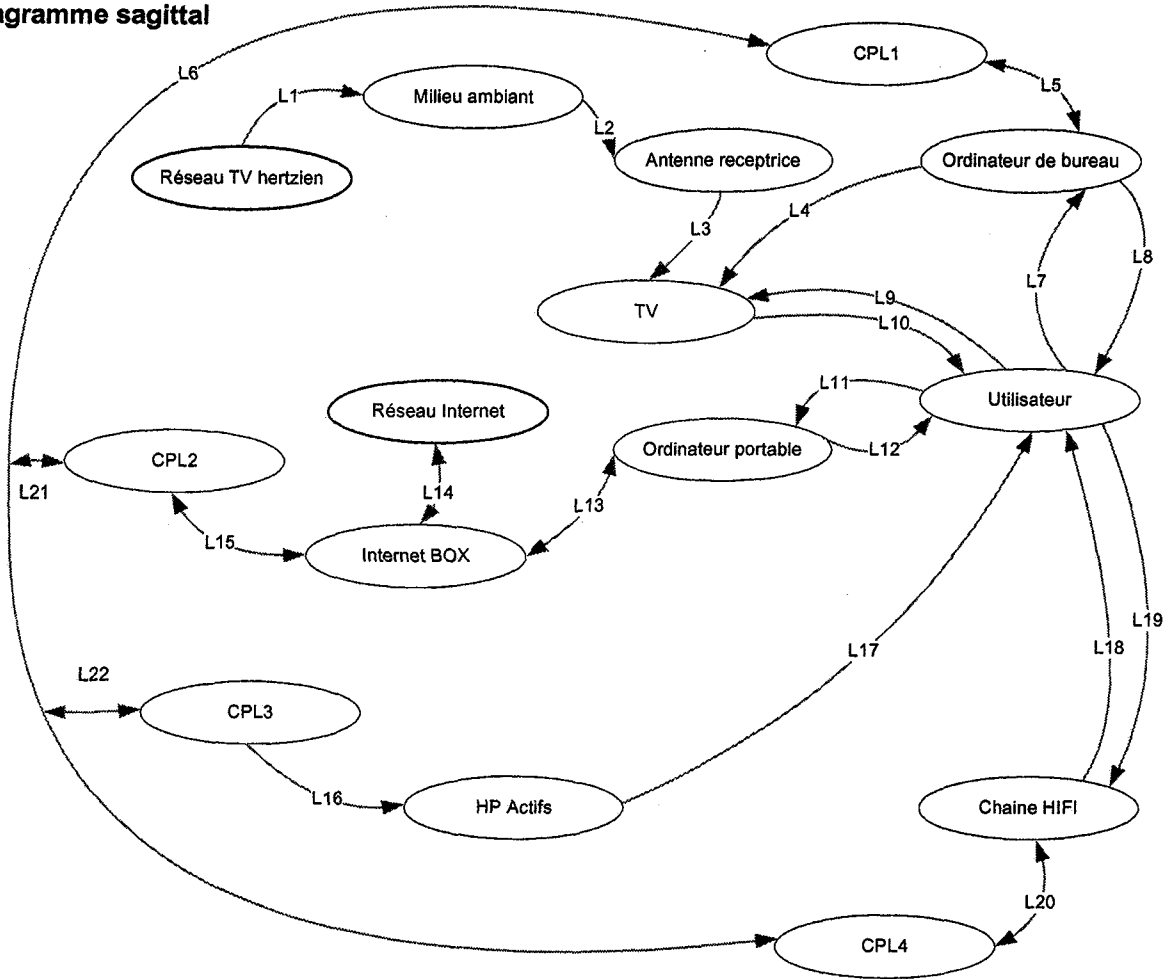 agramme sagittal
CPL1
L6
L5
L1
Milieu ambiant
L2
Antenne receptrice
Ordinateur de bureau
Réseau TV hertzien
L4
L3
L8
L7
TV
L9
L10
L11
Utilisateur
Réseau Internet
Ordinateur portable
L12
CPL2
L21
L14
L13
L15
Internet BOX
L19
L18
L17
L22
CPL3
L16
HP Actifs
Chaine HIFI
L20
CPL4